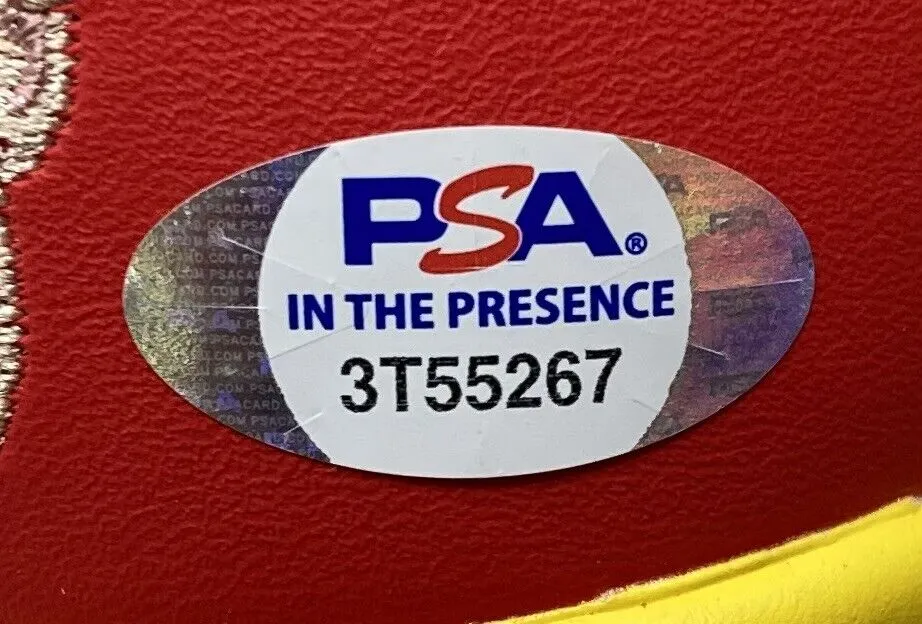 PSA®
IN THE PRESENCE
3T55267